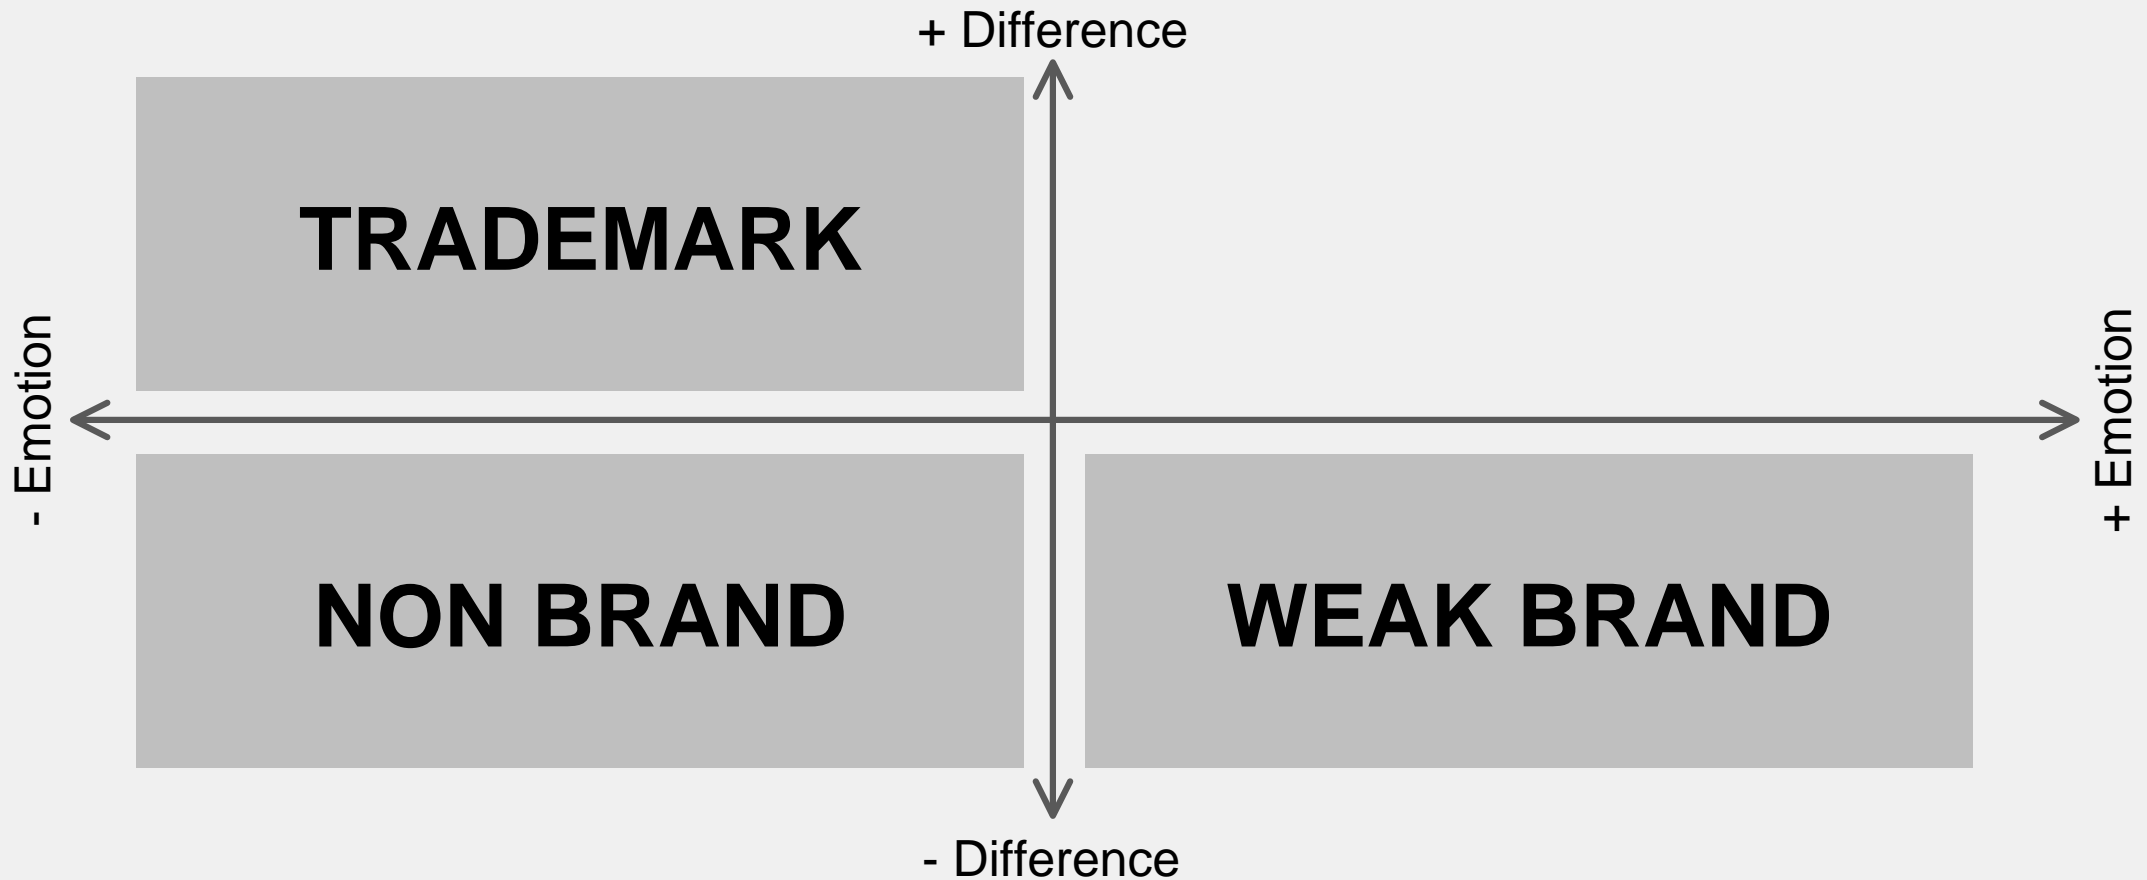 + Difference
TRADEMARK
- Emotion
+ Emotion
NON BRAND
WEAK BRAND
- Difference